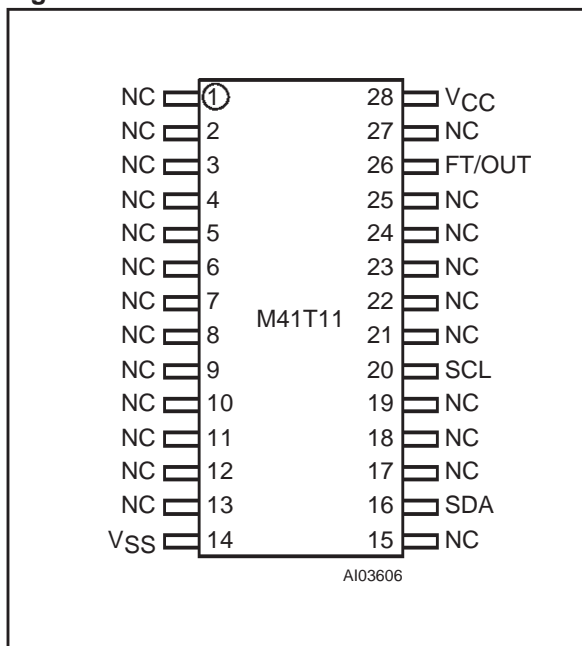 NC 1 28 VCC
NC 2 27 NC
NC 3 26 FT/OUT
NC 4 25 NC
NC 5 24 NC
NC 6 23 NC
NC 7 22 NC
M41T11
NC 8 21 NC
NC 9 20 SCL
NC 10 19 NC
NC 11 18 NC
NC 12 17 NC
NC 13 16 SDA
VSS 14 15 NC
AI03606